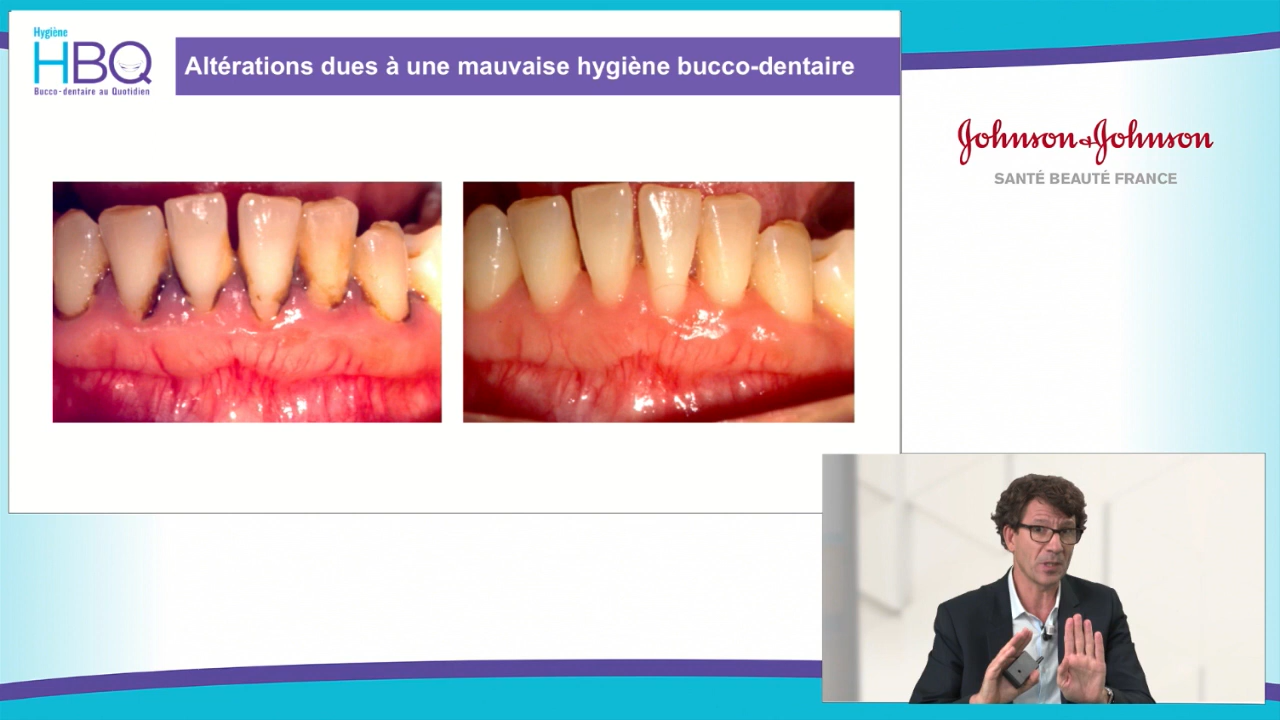 Hygiène
HBQ
Bucco-dentaire au Quotidien
Altérations dues à une mauvaise hygiène bucco-dentaire
Johnson & Johnson
SANTÉ BEAUTÉ FRANCE